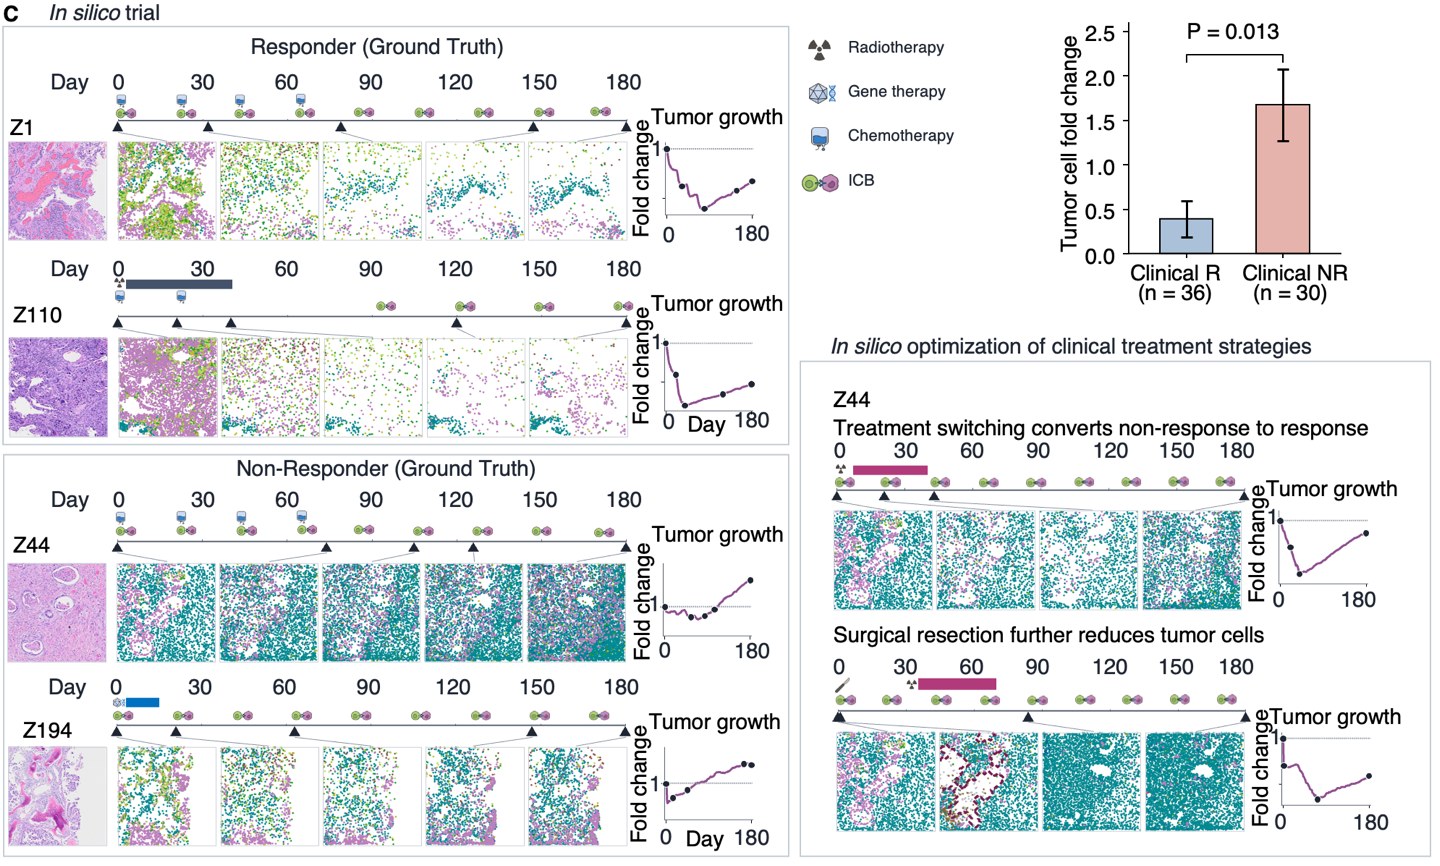 C In silico trial
Responder (Ground Truth)
Day 0 30 60 90 120 150 180
Z1
Tumor growth
Fold change
1
0 180
Day 0 30 60 90 120 150 180
Z110
Tumor growth
Fold change
1
0 Day 180
Non-Responder (Ground Truth)
Day 0 30 60 90 120 150 180
Z44
Tumor growth
Fold change
1
0 180
Day 0 30 60 90 120 150 180
Z194
Tumor growth
Fold change
1
0 Day 180
Radiotherapy
Gene therapy
Chemotherapy
ICB
Tumor cell fold change
2.5
2.0
1.5
1.0
0.5
0.0
P = 0.013
Clinical R Clinical NR
(n = 36) (n = 30)
In silico optimization of clinical treatment strategies
Z44
Treatment switching converts non-response to response
0 30 60 90 120 150 180
Tumor growth
Fold change
1
0 180
Surgical resection further reduces tumor cells
0 30 60 90 120 150 180
Tumor growth
Fold change
1
0 180